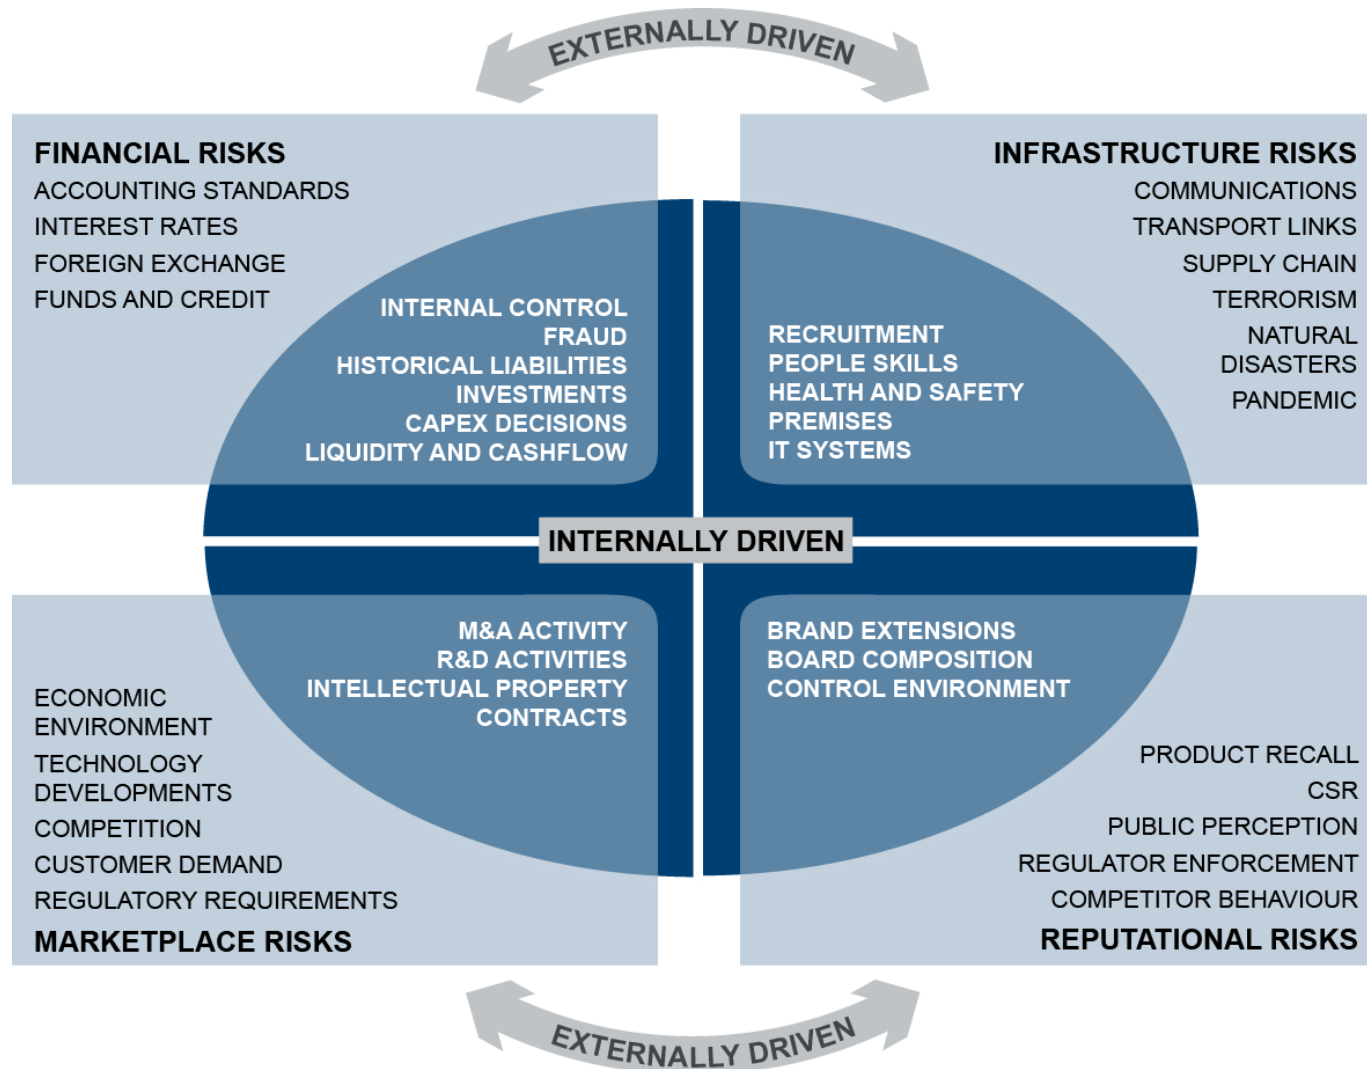 EXTERNALLY DRIVEN
FINANCIAL RISKS
ACCOUNTING STANDARDS
INTEREST RATES
FOREIGN EXCHANGE
FUNDS AND CREDIT
INTERNAL CONTROL
FRAUD
HISTORICAL LIABILITIES
INVESTMENTS
CAPEX DECISIONS
LIQUIDITY AND CASHFLOW
INFRASTRUCTURE RISKS
COMMUNICATIONS
TRANSPORT LINKS
SUPPLY CHAIN
TERRORISM
NATURAL
DISASTERS
PANDEMIC
RECRUITMENT
PEOPLE SKILLS
HEALTH AND SAFETY
PREMISES
IT SYSTEMS
INTERNALLY DRIVEN
M&A ACTIVITY
R&D ACTIVITIES
INTELLECTUAL PROPERTY
CONTRACTS
ECONOMIC
ENVIRONMENT
TECHNOLOGY
DEVELOPMENTS
COMPETITION
CUSTOMER DEMAND
REGULATORY REQUIREMENTS
MARKETPLACE RISKS
BRAND EXTENSIONS
BOARD COMPOSITION
CONTROL ENVIRONMENT
PRODUCT RECALL
CSR
PUBLIC PERCEPTION
REGULATOR ENFORCEMENT
COMPETITOR BEHAVIOUR
REPUTATIONAL RISKS
EXTERNALLY DRIVEN